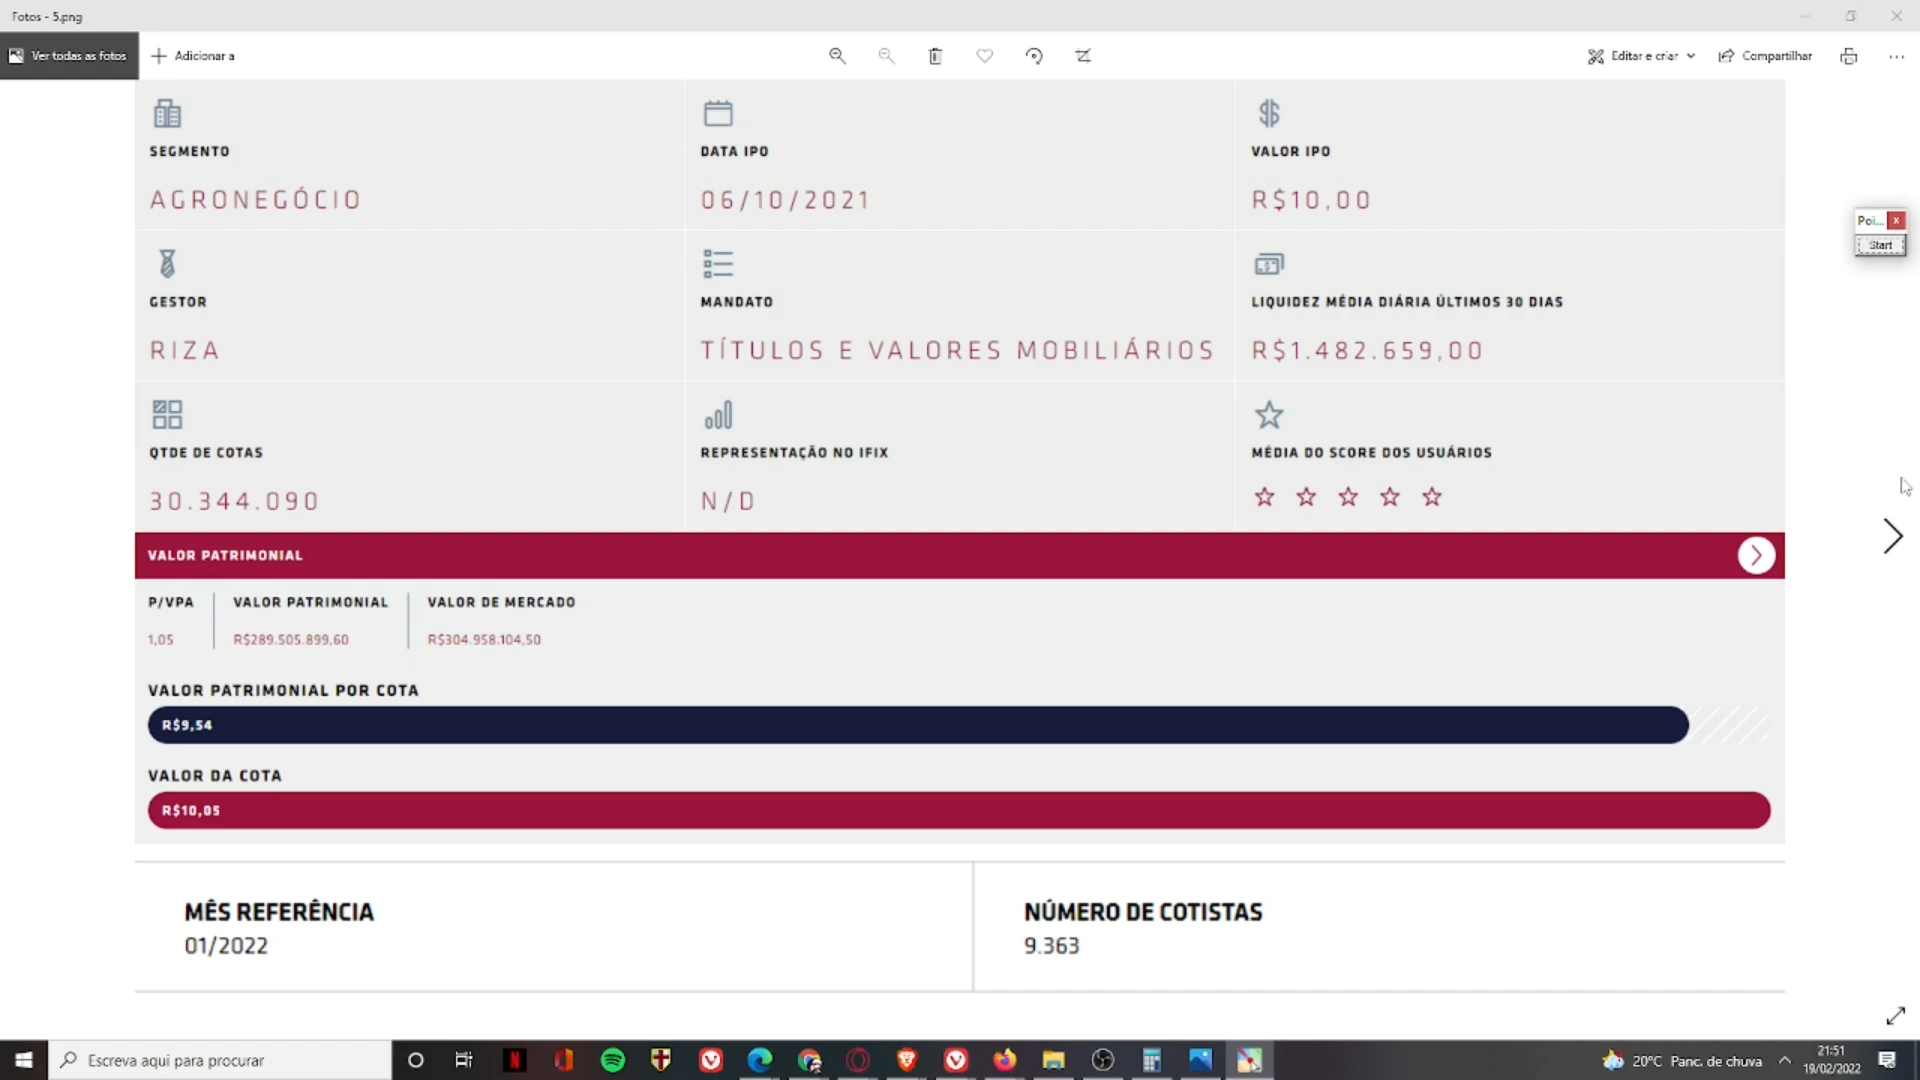 Fotos - 5.png
Ver todas as fotos
Adicionar a
Editar e criar
Compartilhar
SEGMENTO
DATA IPO
VALOR IPO
AGRONEGÓCIO
06/10/2021
R$10,00
Poi...
Start
GESTOR
MANDATO
LIQUIDEZ MÉDIA DIÁRIA ÚLTIMOS 30 DIAS
RIZA
TÍTULOS E VALORES MOBILIÁRIOS
R$1.482.659,00
QTDE DE COTAS
REPRESENTAÇÃO NO IFIX
MÉDIA DO SCORE DOS USUÁRIOS
30.344.090
N/D
VALOR PATRIMONIAL
P/VPA
VALOR PATRIMONIAL
VALOR DE MERCADO
1,05
R$289.505.899,60
R$304.958.104,50
VALOR PATRIMONIAL POR COTA
R$9,54
VALOR DA COTA
R$10,05
MÊS REFERÊNCIA
01/2022
NÚMERO DE COTISTAS
9.363
Escreva aqui para procurar
20°C Panc. de chuva
21:51
19/02/2022